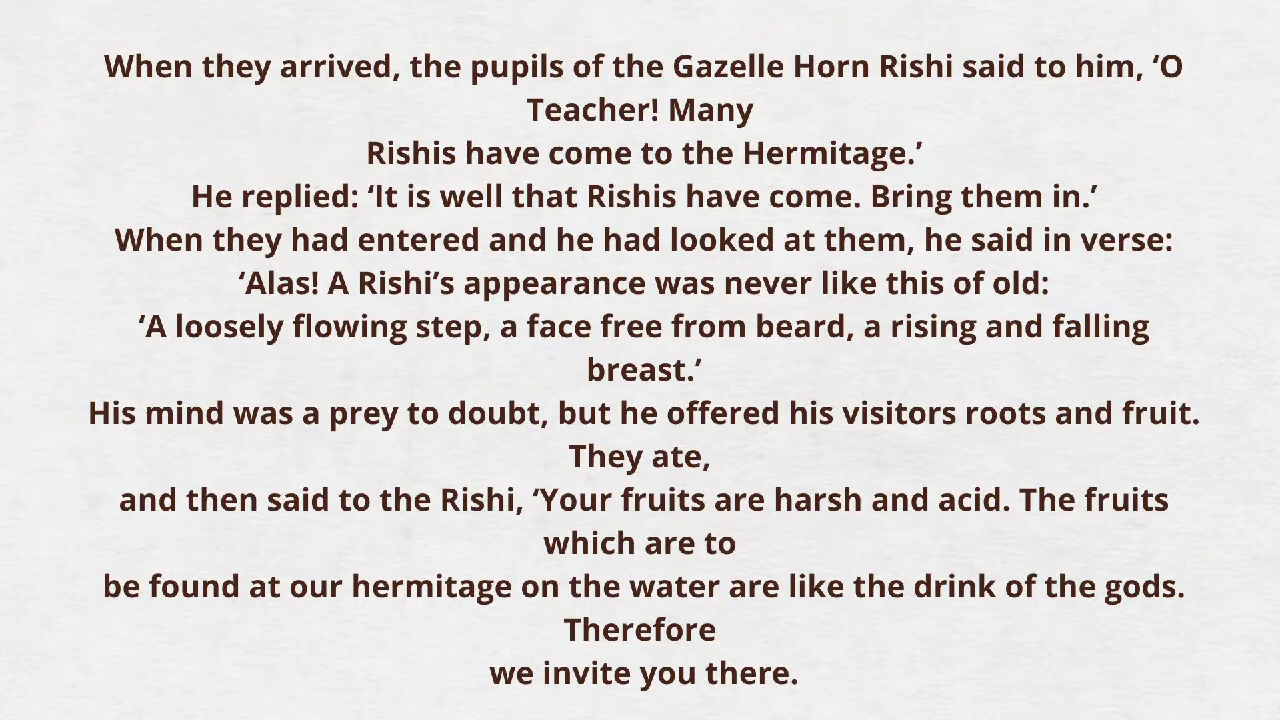 When they arrived, the pupils of the Gazelle Horn Rishi said to him, ‘O
Teacher! Many
Rishis have come to the Hermitage.’
He replied: ‘It is well that Rishis have come. Bring them in.’
When they had entered and he had looked at them, he said in verse:
‘Alas! A Rishi’s appearance was never like this of old:
‘A loosely flowing step, a face free from beard, a rising and falling
breast.’
His mind was a prey to doubt, but he offered his visitors roots and fruit.
They ate,
and then said to the Rishi, ‘Your fruits are harsh and acid. The fruits
which are to
be found at our hermitage on the water are like the drink of the gods.
Therefore
we invite you there.